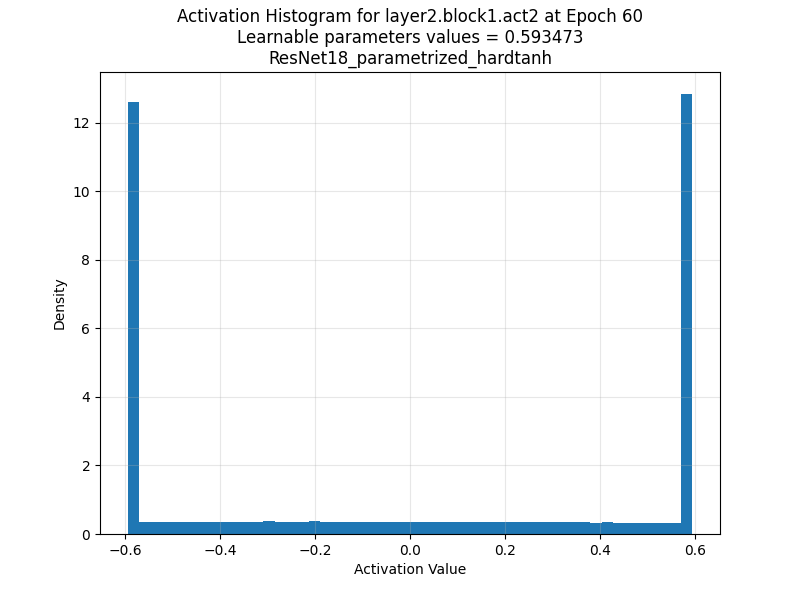 Activation Histogram for layer2.block1.act2 at Epoch 60
Learnable parameters values = 0.593473
ResNet18_parametrized_hardtanh
12
10
8
6
4
2
0
Density
−0.6
−0.4
−0.2
0.0
0.2
0.4
0.6
Activation Value